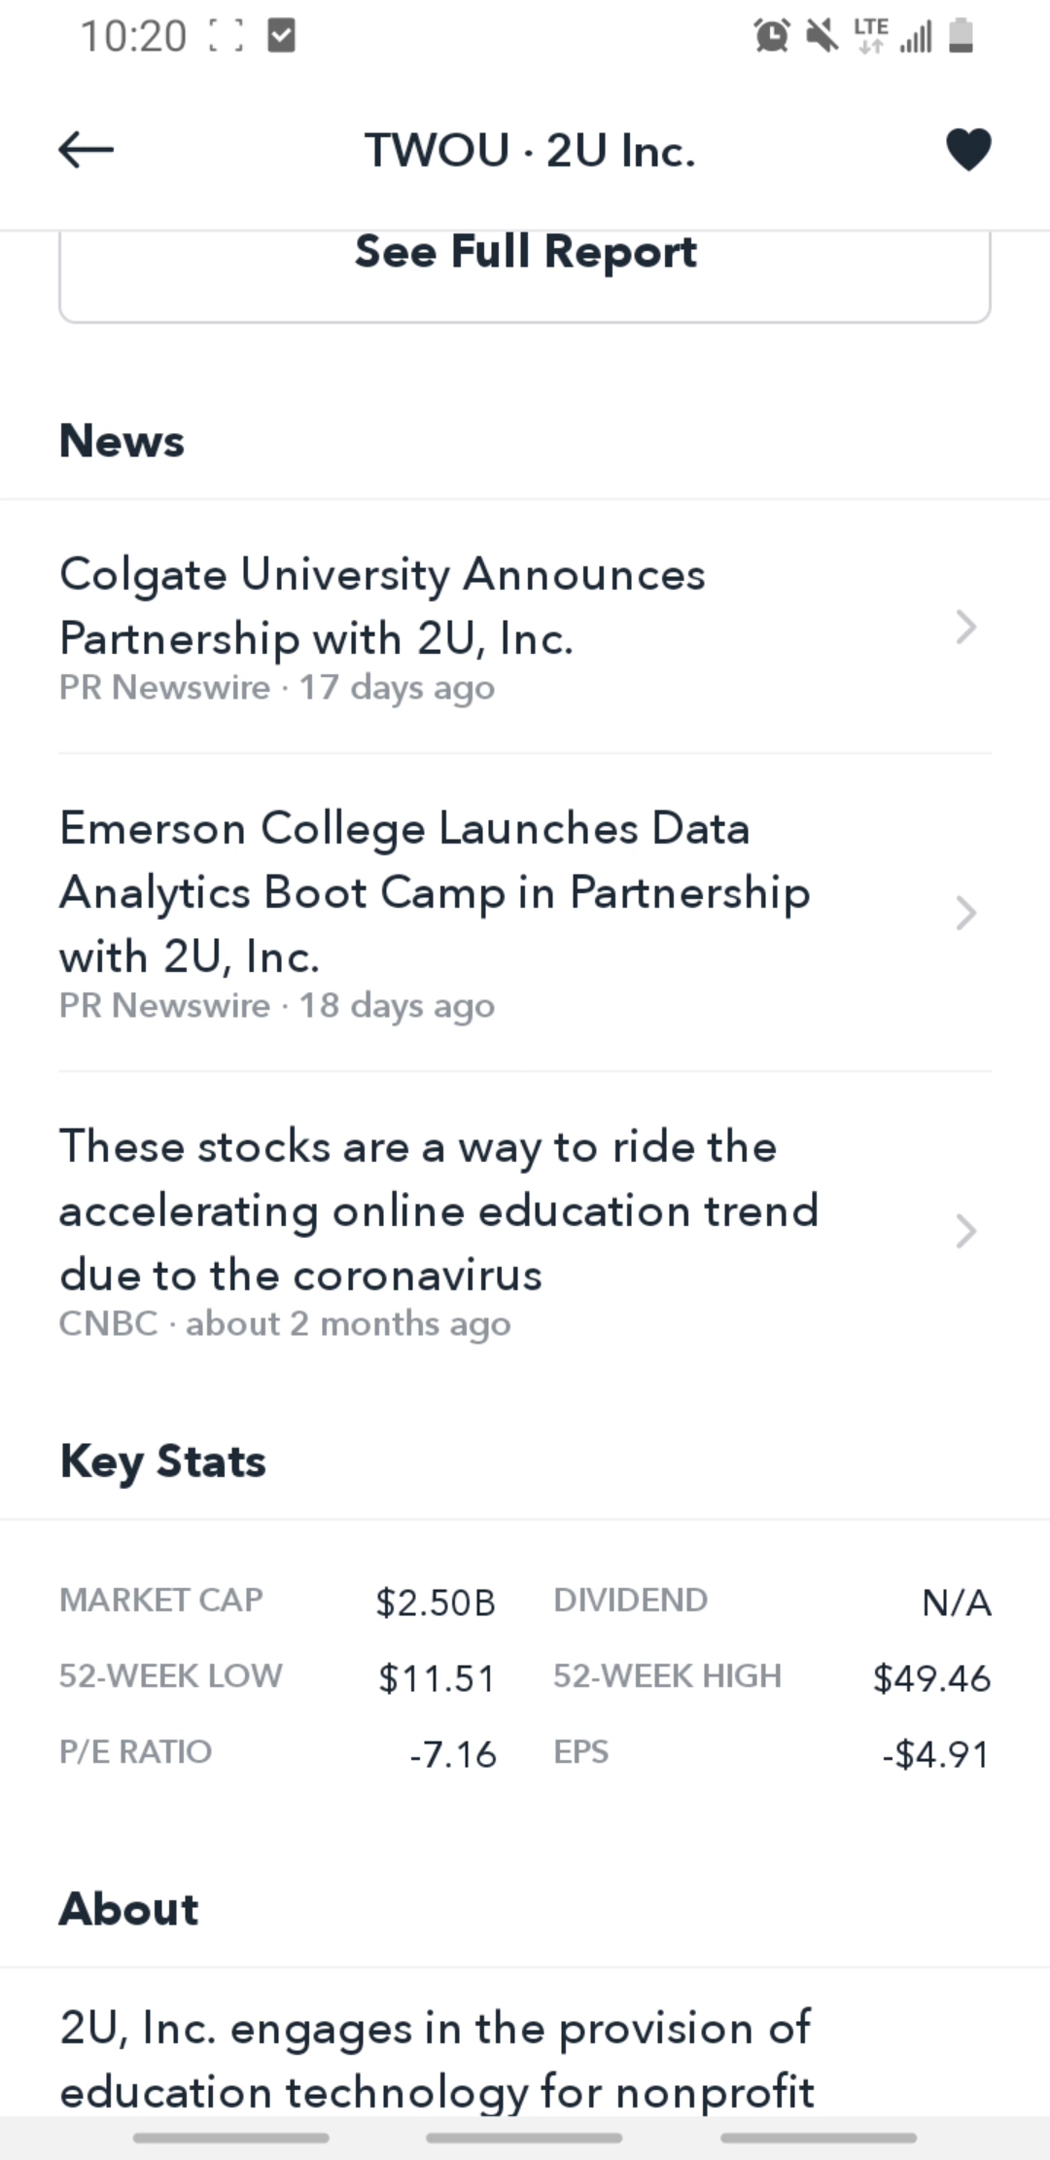 10:20
LTE
TWOU · 2U Inc.
See Full Report
News
Colgate University Announces
Partnership with 2U, Inc.
PR Newswire · 17 days ago
Emerson College Launches Data
Analytics Boot Camp in Partnership
with 2U, Inc.
PR Newswire · 18 days ago
These stocks are a way to ride the
accelerating online education trend
due to the coronavirus
CNBC · about 2 months ago
Key Stats
MARKET CAP $2.50B DIVIDEND N/A
52-WEEK LOW $11.51 52-WEEK HIGH $49.46
P/E RATIO -7.16 EPS -$4.91
About
2U, Inc. engages in the provision of
education technology for nonprofit